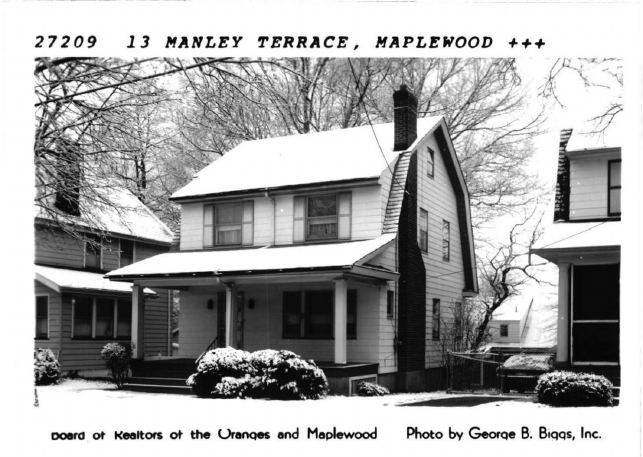 27209 13 MANLEY TERRACE, MAPLEWOOD +++
Board of Realtors of the Oranges and Maplewood Photo by George B. Biggs, Inc.